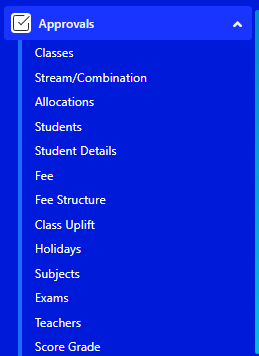 Approvals
Classes
Stream/Combination
Allocations
Students
Student Details
Fee
Fee Structure
Class Uplift
Holidays
Subjects
Exams
Teachers
Score Grade